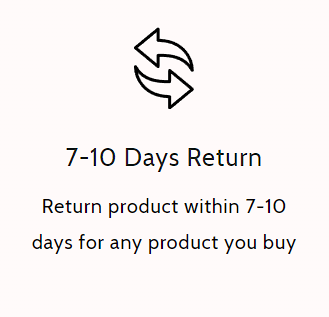 7-10 Days Return
Return product within 7-10
days for any product you buy